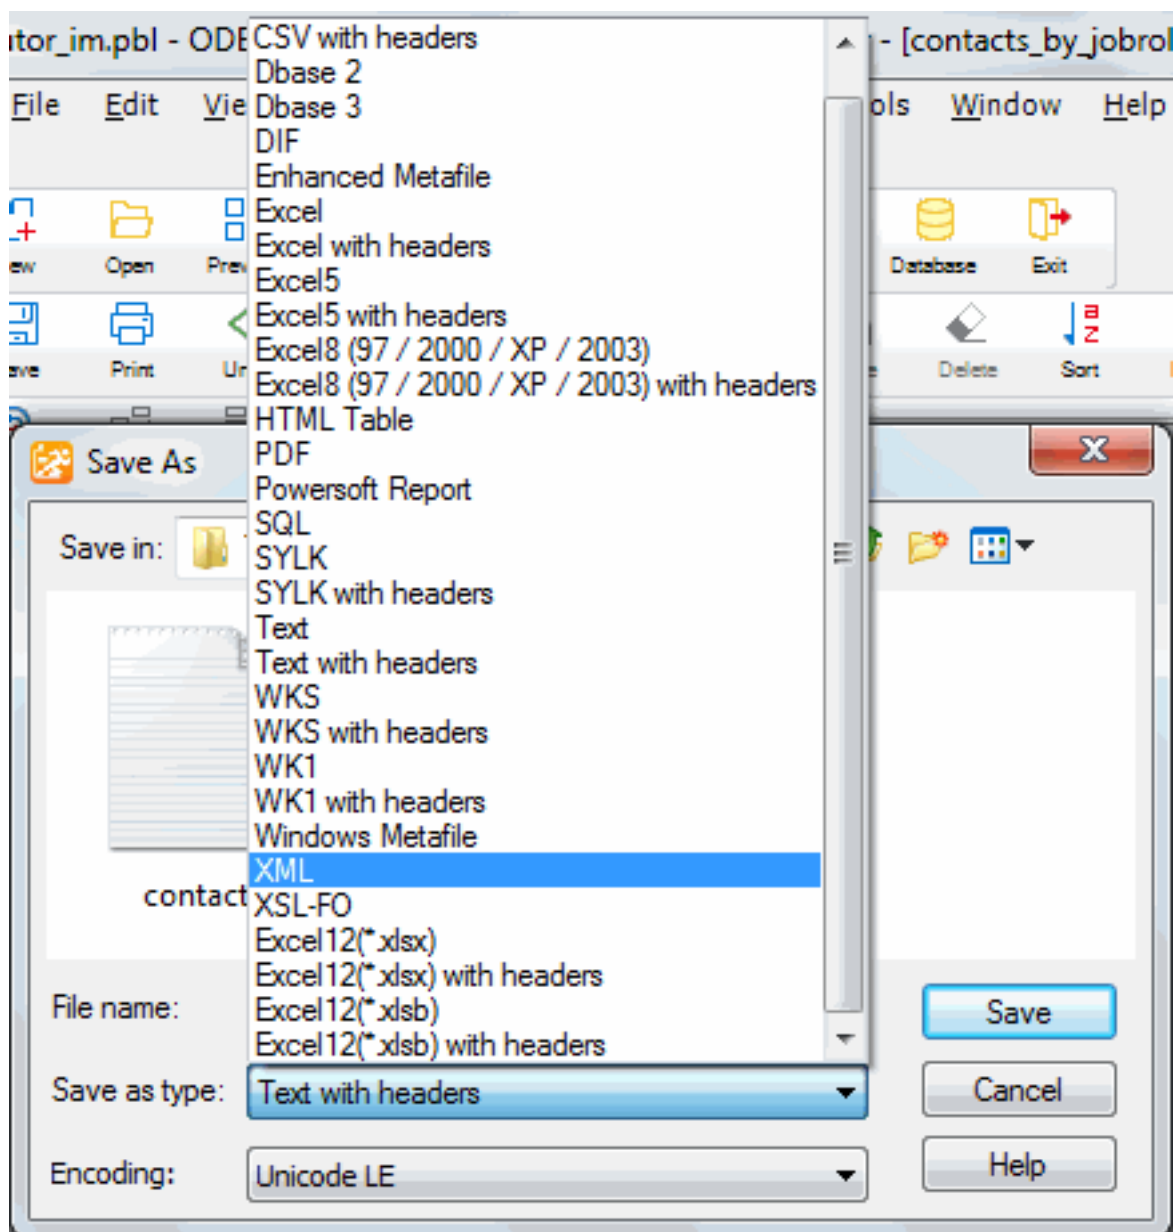 utor_im.pbl - ODB
- [contacts_by_jobrol
File Edit Vie
ols Window Help
ew Open Prev
Database Exit
ave Print Un
e Delete Sort
CSV with headers
Dbase 2
Dbase 3
DIF
Enhanced Metafile
Excel
Excel with headers
Excel5
Excel5 with headers
Excel8 (97 / 2000 / XP / 2003)
Excel8 (97 / 2000 / XP / 2003) with headers
HTML Table
PDF
Powersoft Report
SQL
SYLK
SYLK with headers
Text
Text with headers
WKS
WKS with headers
WK1
WK1 with headers
Windows Metafile
XML
XSL-FO
Excel12(*.xlsx)
Excel12(*.xlsx) with headers
Excel12(*.xlsb)
Excel12(*.xlsb) with headers
Save As
Save in:
contact
File name:
Save
Save as type: Text with headers
Cancel
Encoding: Unicode LE
Help